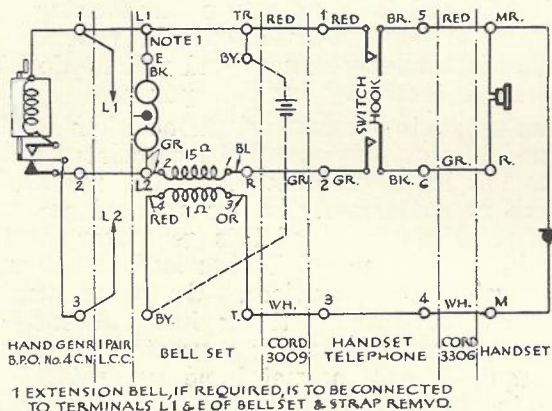 1 L1 TR RED 1 BR. 5 RED MR.
NOTE 1
E BY.
BK.
L1
SWITCH HOOK
GR 2 15Ω 1 BL
2 L2 R GR. 2 GR. BK. 6 GR. R.
1Ω
4 3
RED OR
L2
3 BY. T. WH. 3 4 WH. M
HAND GENR 1 PAIR BELL SET CORD HANDSET CORD HANDSET
B.P.O. No. 4 C.N. L.C.C. 3009 TELEPHONE 3306
1 EXTENSION BELL, IF REQUIRED, IS TO BE CONNECTED
TO TERMINALS L1 & E OF BELL SET & STRAP REMVD.